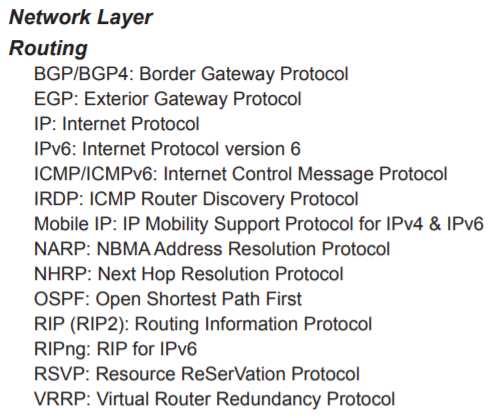 Network Layer
Routing
BGP/BGP4: Border Gateway Protocol
EGP: Exterior Gateway Protocol
IP: Internet Protocol
IPv6: Internet Protocol version 6
ICMP/ICMPv6: Internet Control Message Protocol
IRDP: ICMP Router Discovery Protocol
Mobile IP: IP Mobility Support Protocol for IPv4 & IPv6
NARP: NBMA Address Resolution Protocol
NHRP: Next Hop Resolution Protocol
OSPF: Open Shortest Path First
RIP (RIP2): Routing Information Protocol
RIPng: RIP for IPv6
RSVP: Resource ReSerVation Protocol
VRRP: Virtual Router Redundancy Protocol